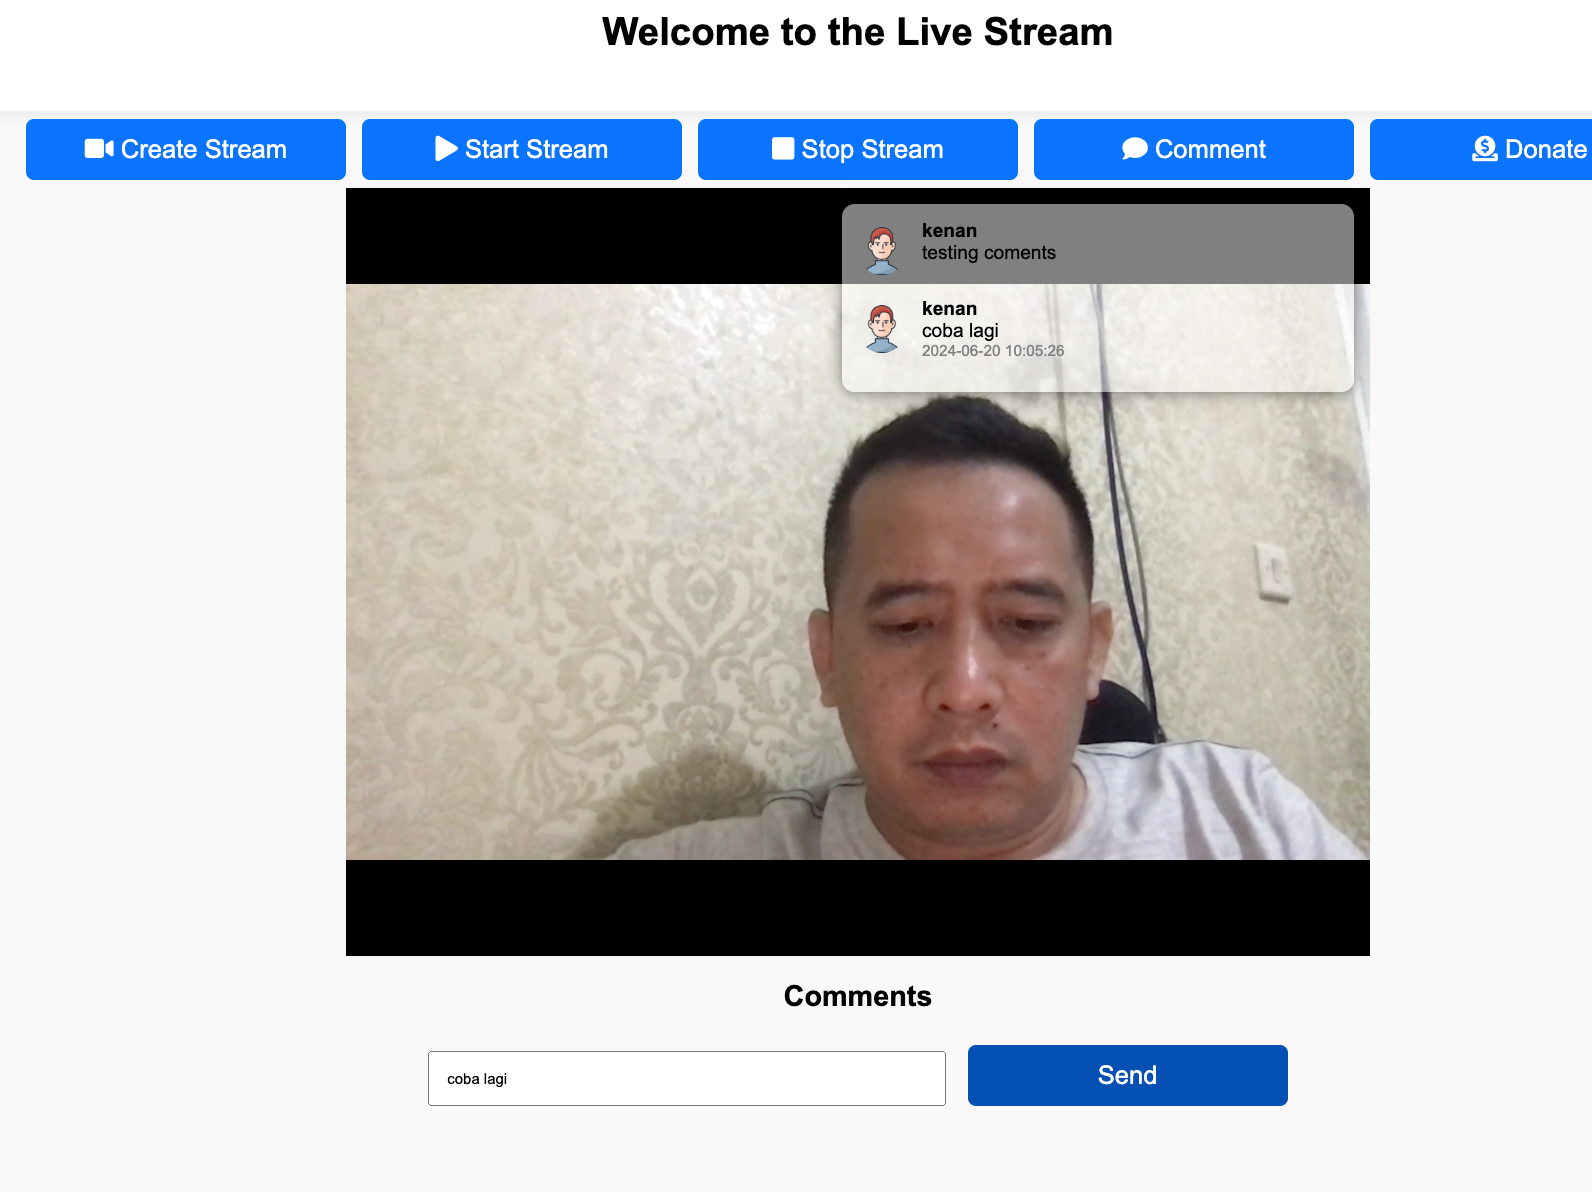 Welcome to the Live Stream
Create Stream
Start Stream
Stop Stream
Comment
Donate
kenan
testing coments
kenan
coba lagi
2024-06-20 10:05:26
Comments
coba lagi
Send